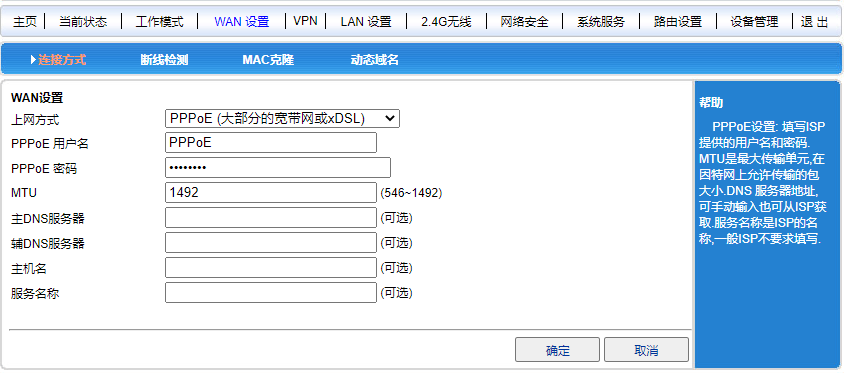 主页 当前状态 工作模式 WAN 设置 VPN LAN 设置 2.4G无线 网络安全 系统服务 路由设置 设备管理 退 出
连接方式 断线检测 MAC克隆 动态域名
WAN设置
上网方式 PPPoE (大部分的宽带网或xDSL)
PPPoE 用户名 PPPoE
PPPoE 密码 ••••••••
MTU 1492 (546~1492)
主DNS服务器 (可选)
辅DNS服务器 (可选)
主机名 (可选)
服务名称 (可选)
确定 取消
帮助
PPPoE设置: 填写ISP
提供的用户名和密码.
MTU是最大传输单元,在
因特网上允许传输的包
大小.DNS 服务器地址,
可手动输入也可从ISP获
取.服务名称是ISP的名
称,一般ISP不要求填写.